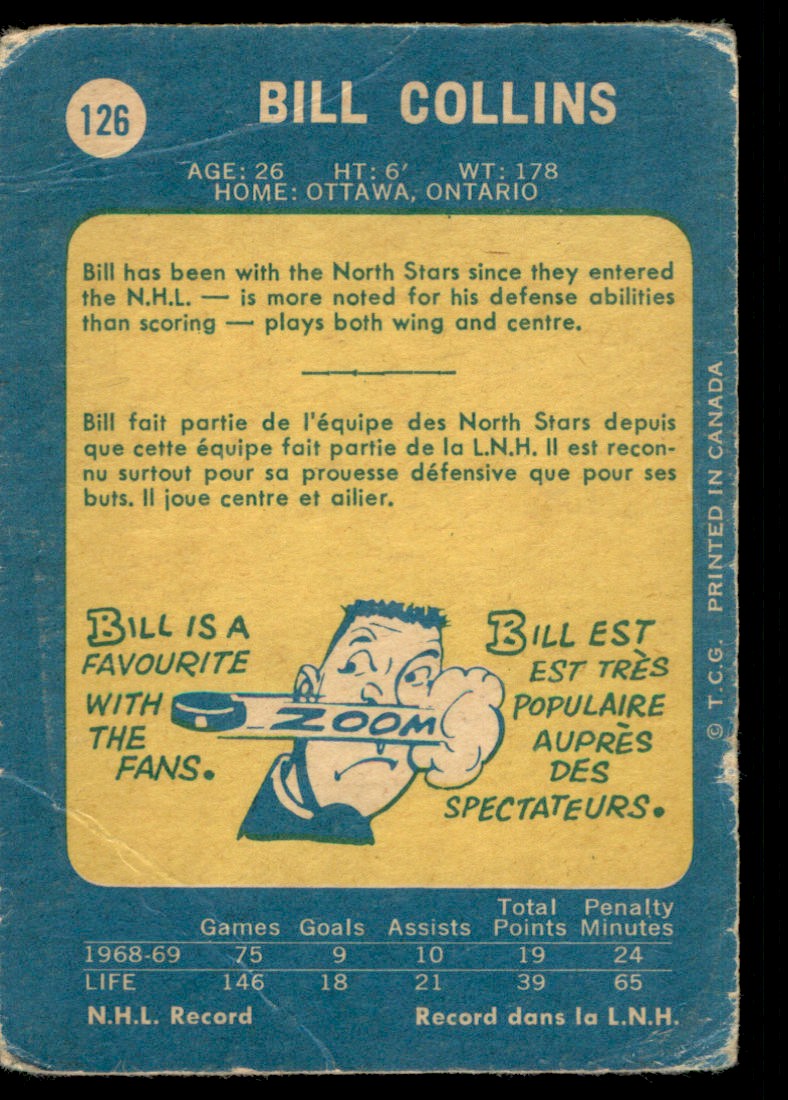 126
BILL COLLINS
AGE: 26 HT: 6' WT: 178
HOME: OTTAWA, ONTARIO
Bill has been with the North Stars since they entered
the N.H.L. — is more noted for his defense abilities
than scoring — plays both wing and centre.
Bill fait partie de l'équipe des North Stars depuis
que cette équipe fait partie de la L.N.H. Il est recon-
nu surtout pour sa prouesse défensive que pour ses
buts. Il joue centre et ailier.
BILL IS A
FAVOURITE
WITH
THE
FANS.
ZOOM
BILL EST
EST TRÈS
POPULAIRE
AUPRÈS
DES
SPECTATEURS.
© T.C.G. PRINTED IN CANADA
Games Goals Assists Total Points Penalty Minutes
1968-69 75 9 10 19 24
LIFE 146 18 21 39 65
N.H.L. Record Record dans la L.N.H.